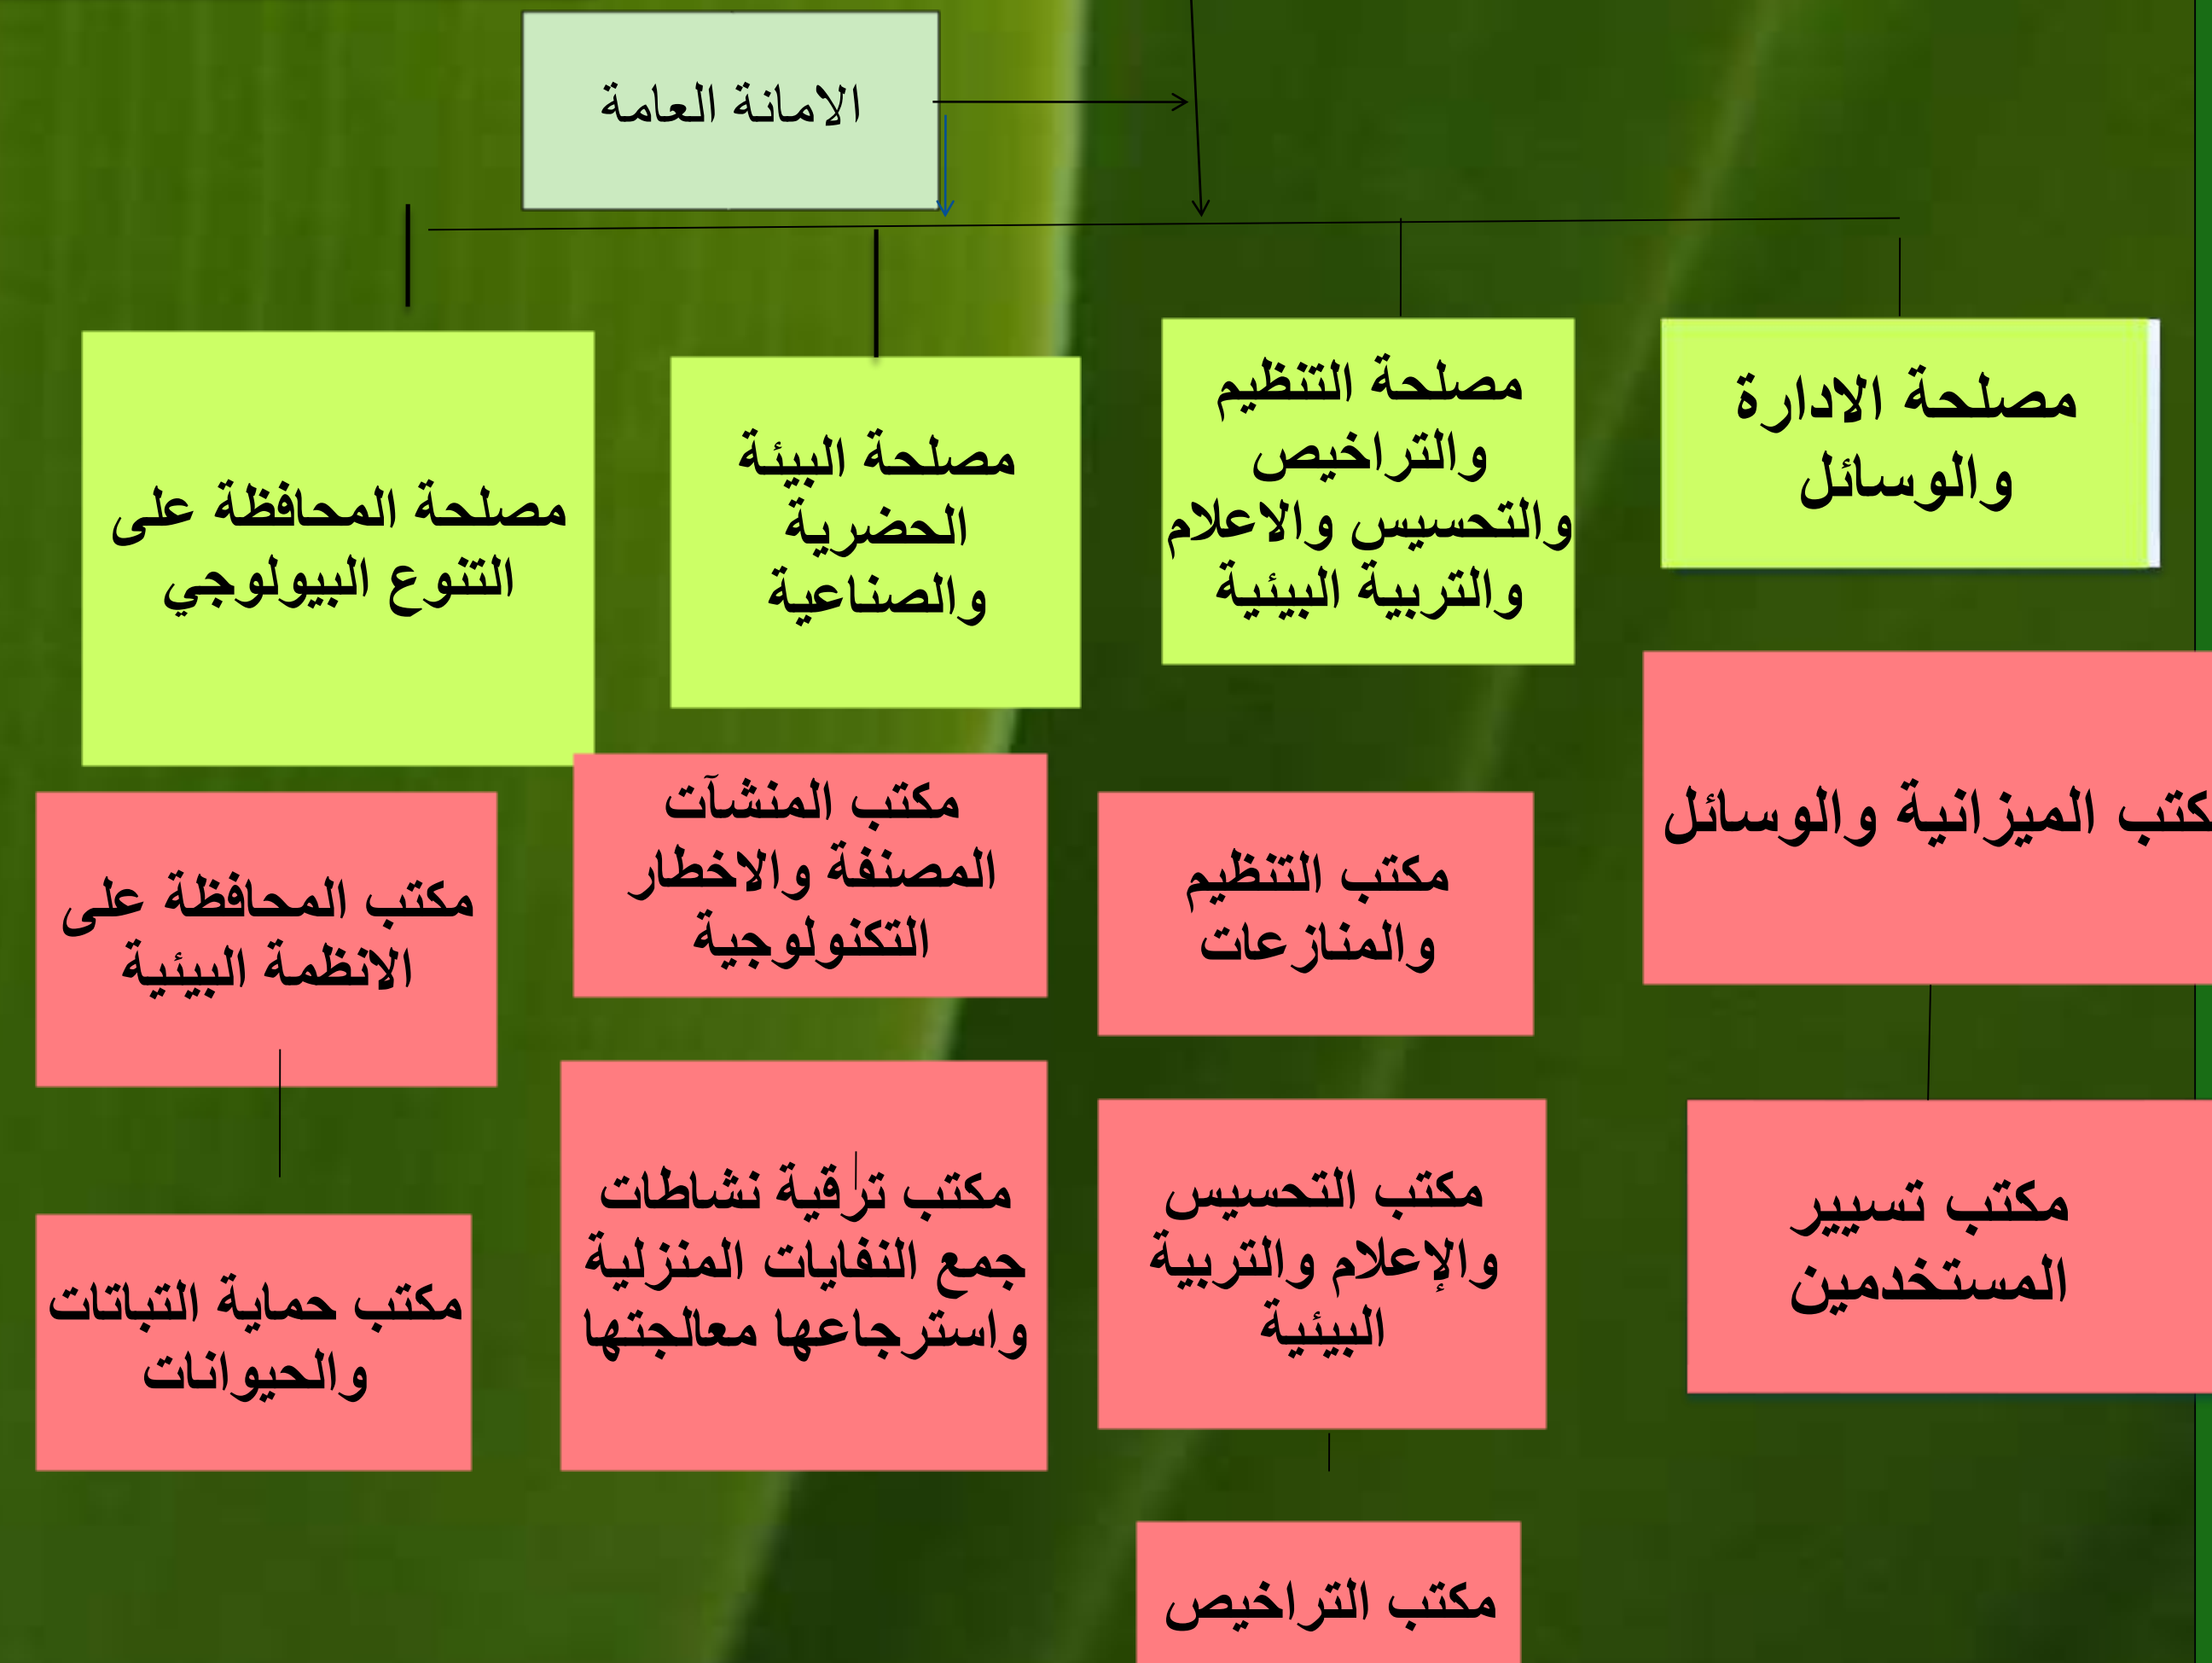 الامانة العامة
مصلحة الادارة
والوسائل
مصلحة التنظيم
والتراخيص
والتحسيس والاعلام
والتربية البيئية
مصلحة البيئة
الحضرية
والصناعية
مصلحة المحافظة على
التنوع البيولوجي
كتب الميزانية والوسائل
مكتب التنظيم
والمنازعات
مكتب المنشآت
المصنفة والاخطار
التكنولوجية
مكتب المحافظة على
الانظمة البيئية
مكتب تسيير
المستخدمين
مكتب التحسيس
والإعلام والتربية
البيئية
مكتب ترقية نشاطات
جمع النفايات المنزلية
واسترجاعها معالجتها
مكتب حماية التباتات
والحيوانات
مكتب التراخيص